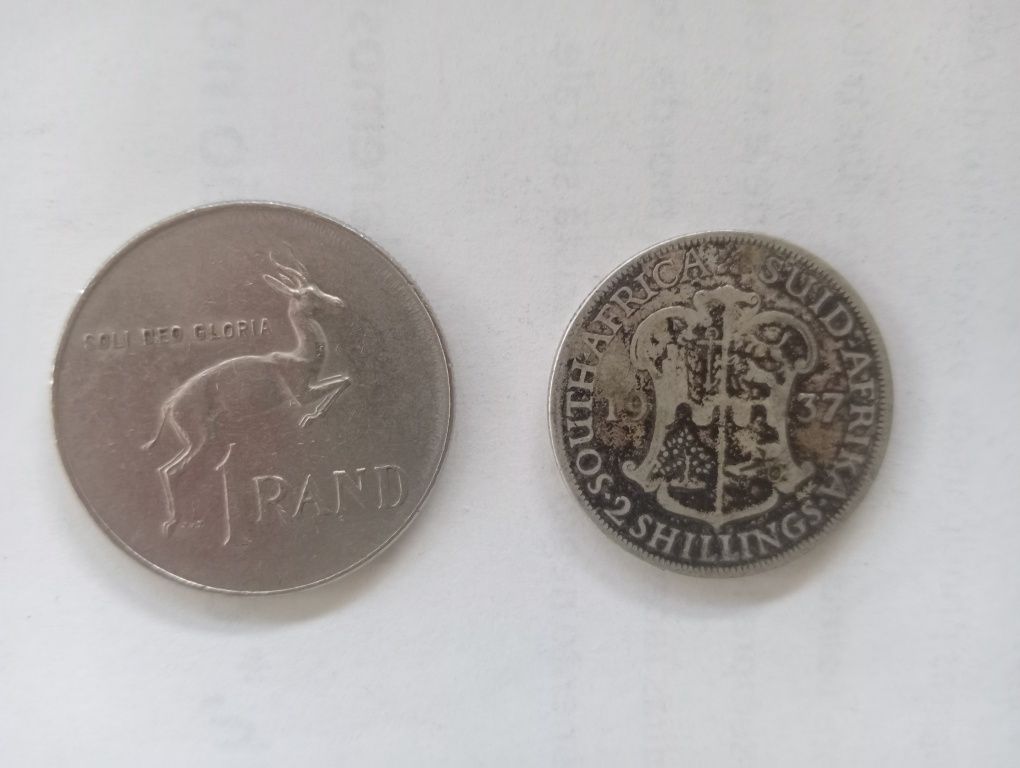 SOLI DEO GLORIA
1 RAND
SOUTH·AFRICA SUID·AFRIKA
19 37
·2 SHILLINGS·